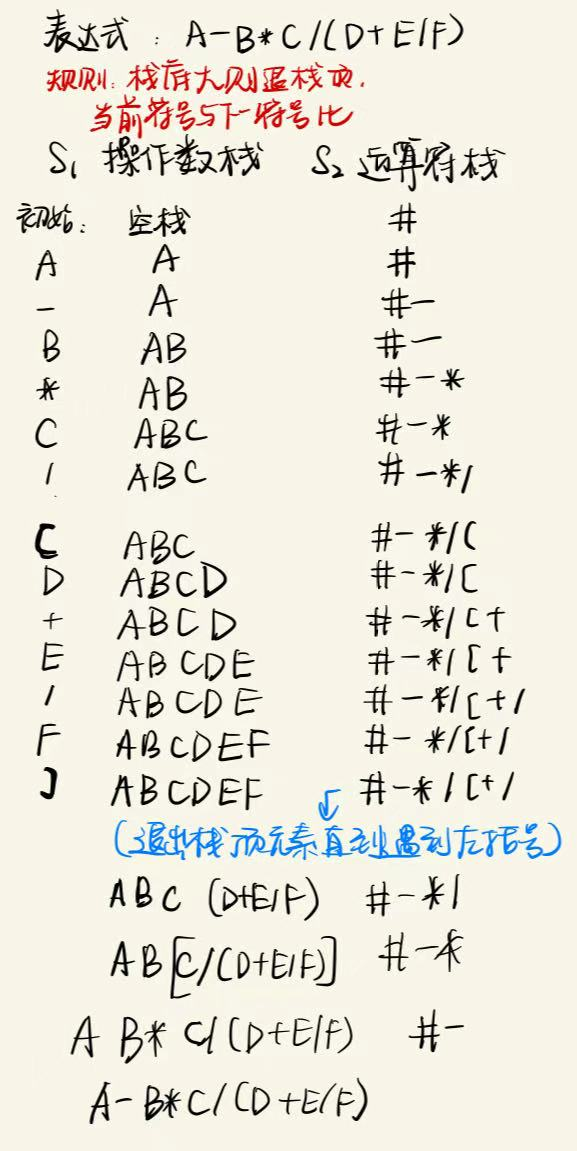 表达式：A-B*C/(D+E/F)
规则:栈存大则退栈顶.
当前符号与下一符号比
S₁ 操作数栈 S₂ 运算符栈
初始: 空栈 #
A A #
- A #-
B AB #-
* AB #-*
C ABC #-*
/ ABC #-*/
[ ABC #-*/(
D ABCD #-*/[
+ ABCD #-*/[+
E ABCDE #-*/[+
/ ABCDE #-*/[+/
F ABCDEF #-*/[+/
] ABCDEF #-*/[+/
(退出栈顶元素直到遇到左括号)
ABC (D+E/F) #-*/
AB[C/(D+E/F)] #-*
A B*C/(D+E/F) #-
A-B*C/(D+E/F)